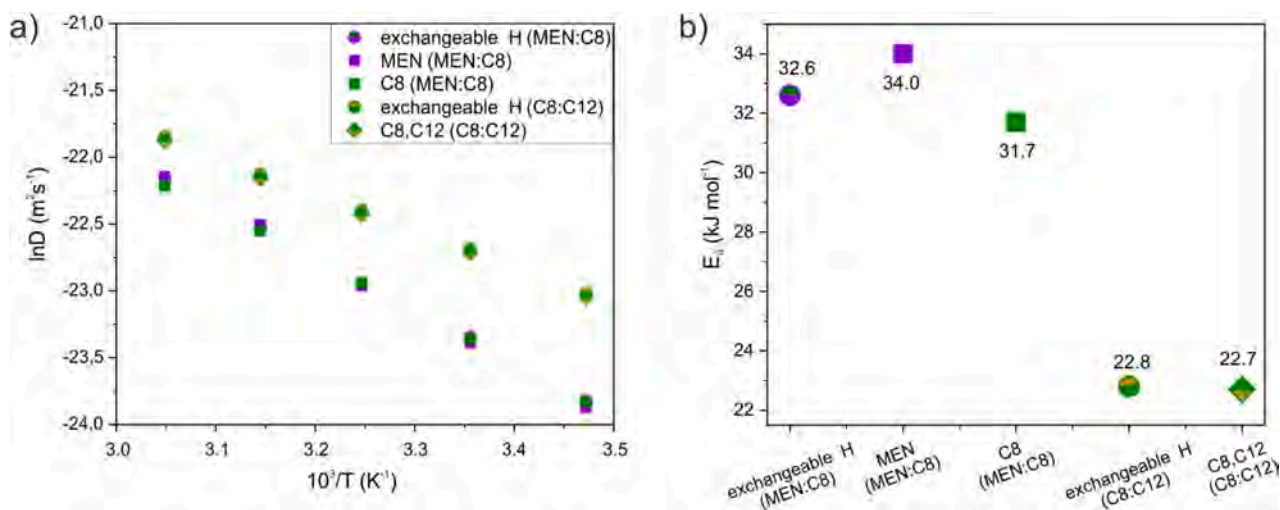 a)
-21.0
-21.5
-22.0
-22.5
-23.0
-23.5
-24.0
lnD (m²s⁻¹)
exchangeable H (MEN:C8)
MEN (MEN:C8)
C8 (MEN:C8)
exchangeable H (C8:C12)
C8,C12 (C8:C12)
3.0 3.1 3.2 3.3 3.4 3.5
10³/T (K⁻¹)
b)
34
32
30
28
26
24
22
(kJ mol⁻¹)
32.6
34.0
31.7
22.8
22.7
exchangeable H
(MEN:C8)
MEN
(MEN:C8)
C8
(MEN:C8)
exchangeable H
(C8:C12)
C8,C12
(C8:C12)